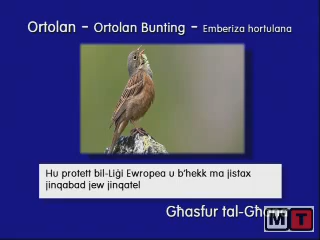 Ortolan - Ortolan Bunting - Emberiza hortulana
Hu protett bil-Liġi Ewropea u b'hekk ma jistax
jinqabad jew jinqatel
Għasfur tal-Għana
MT